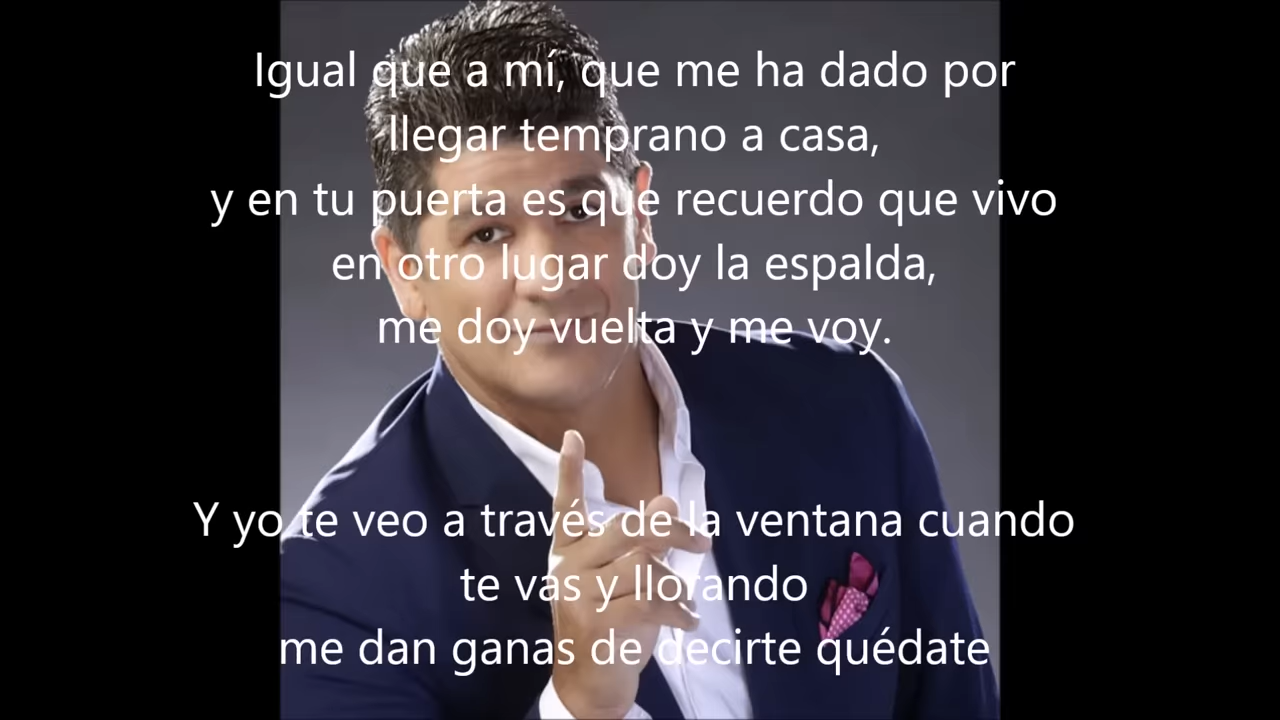 Igual que a mí, que me ha dado por
llegar temprano a casa,
y en tu puerta es que recuerdo que vivo
en otro lugar doy la espalda,
me doy vuelta y me voy.
Y yo te veo a través de la ventana cuando
te vas y llorando
me dan ganas de decirte quédate